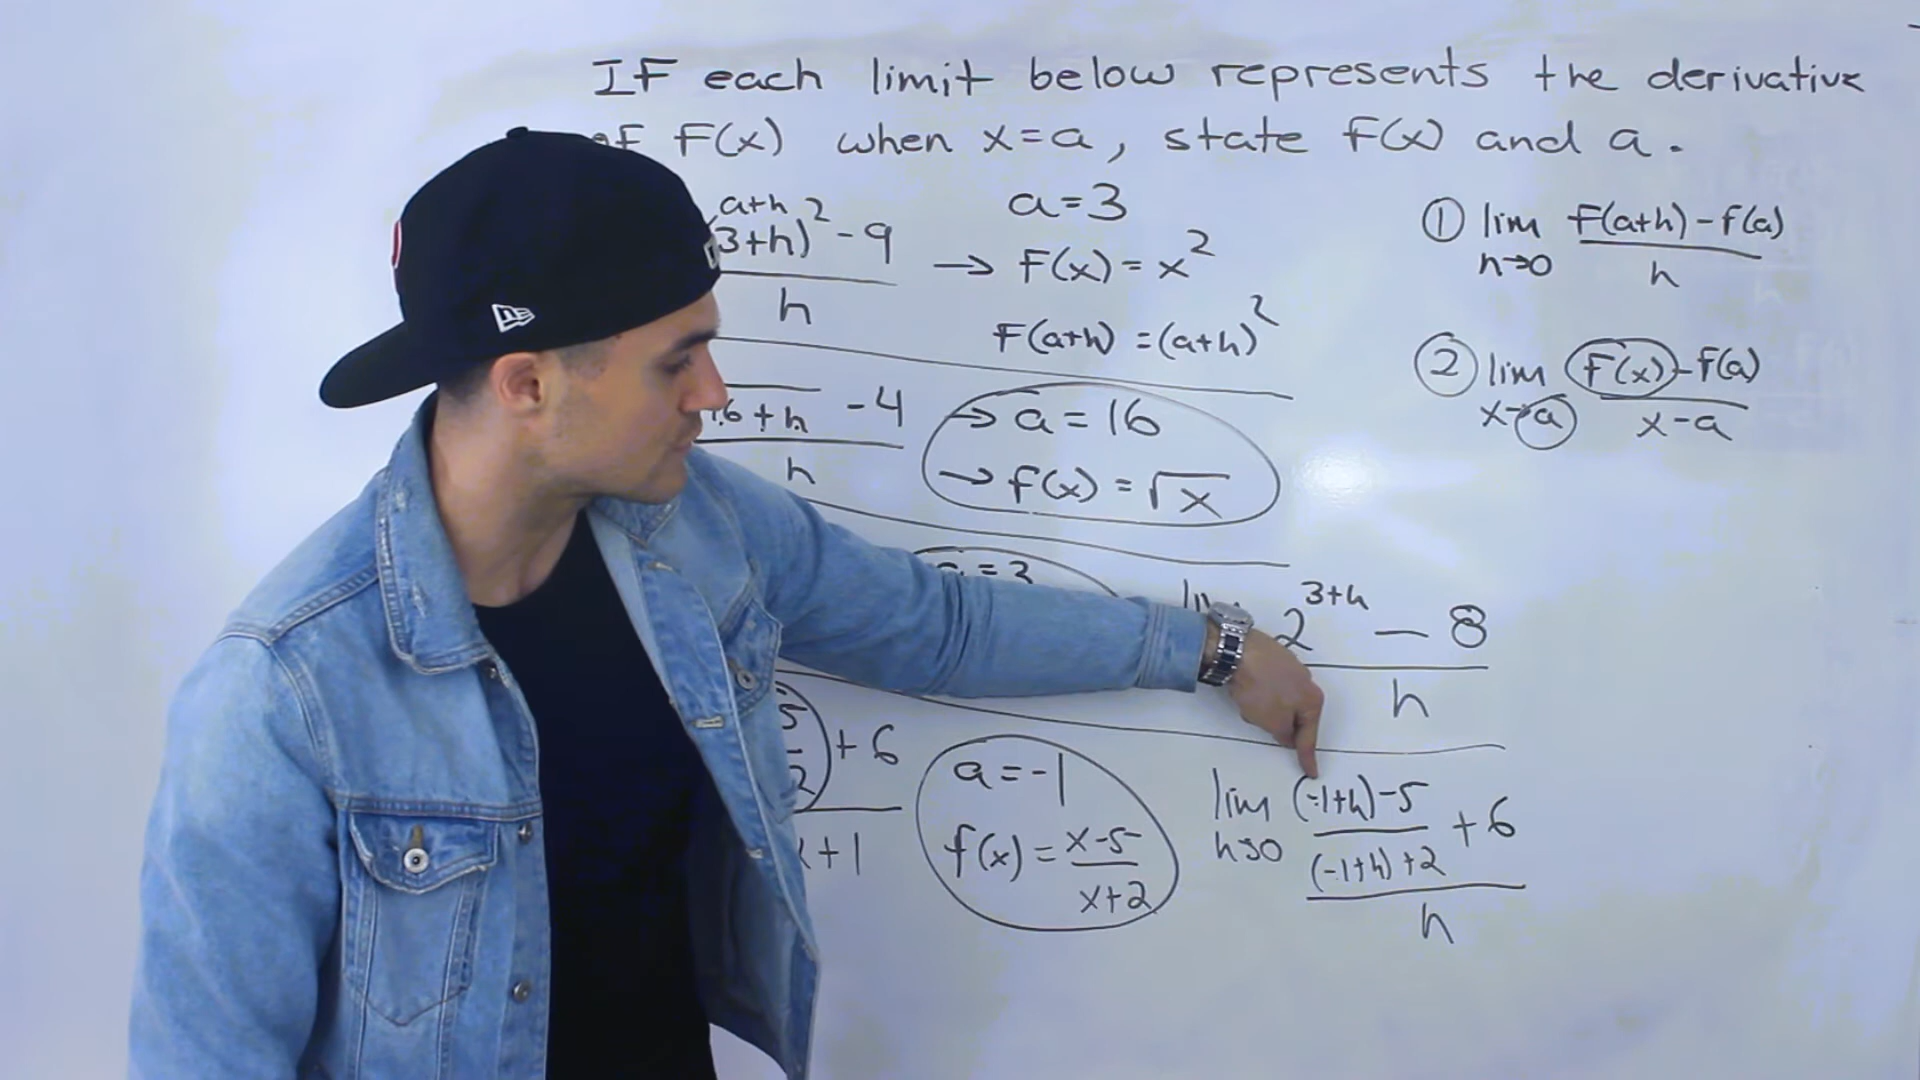 IF each limit below represents the derivative
of F(x) when x=a, state F(x) and a.
a+h
3+h)² - 9
h
a=3
→ F(x) = x²
F(a+h) = (a+h)²
① lim F(a+h) - f(a)
h→0 h
② lim F(x) - f(a)
x→a x-a
16+h - 4
h
→ a = 16
→ f(x) = √x
a = 3
lim 2^(3+h) - 8
h
5
2
+ 6
x+1
a = -1
f(x) = x-5
x+2
lim (-1+h) - 5
h→0 (-1+h) + 2
+ 6
h